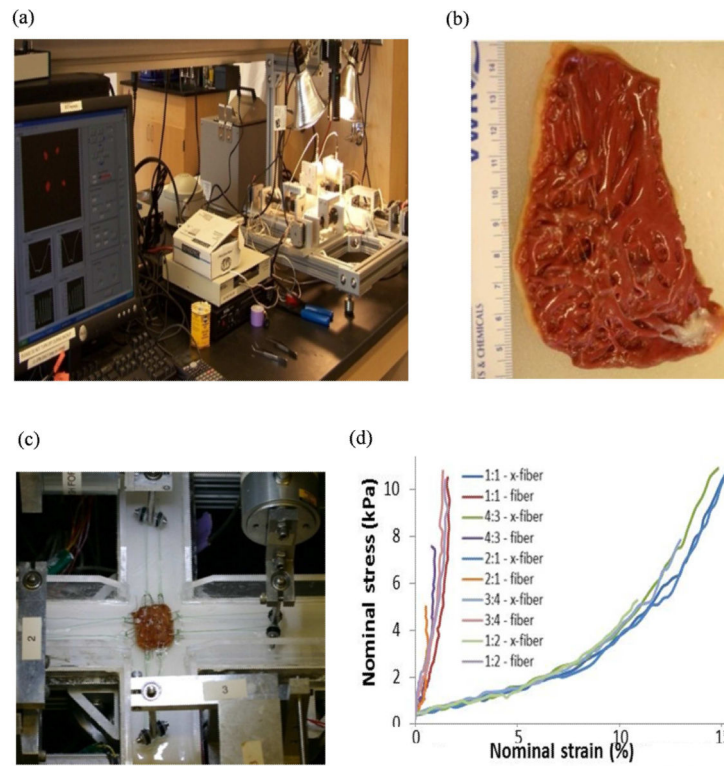 (a)
(b)
(c)
(d)
14
13
12
11
10
9
8
7
6
5
S & CHEMICALS
2
3
Nominal stress (kPa)
10
8
6
4
2
0
1:1 - x-fiber
1:1 - fiber
4:3 - x-fiber
4:3 - fiber
2:1 - x-fiber
2:1 - fiber
3:4 - x-fiber
3:4 - fiber
1:2 - x-fiber
1:2 - fiber
0 5 10 15
Nominal strain (%)